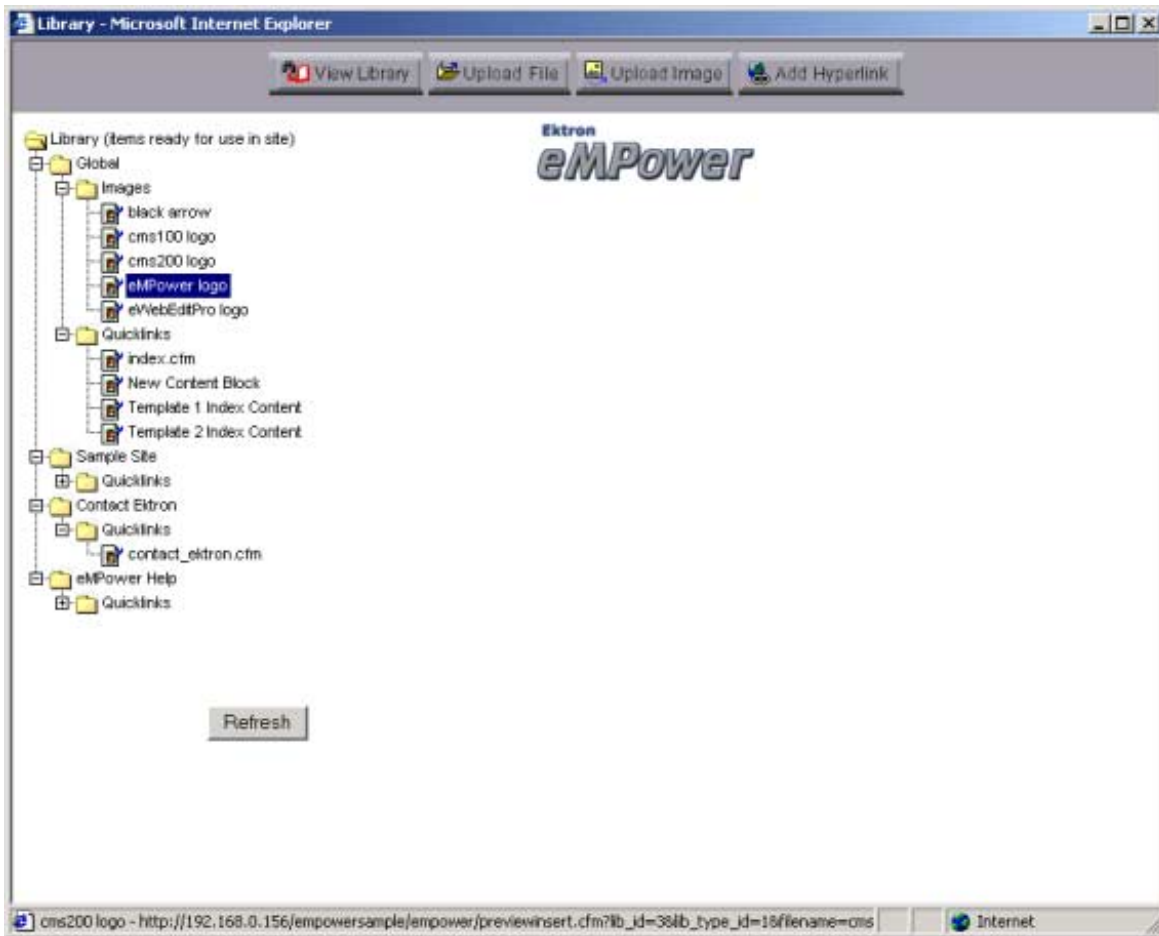 Library - Microsoft Internet Explorer
View Library
Upload File
Upload Image
Add Hyperlink
Library (items ready for use in site)
Global
Images
black arrow
cms100 logo
cms200 logo
eMPower logo
eWebEditPro logo
Quicklinks
index.cfm
New Content Block
Template 1 Index Content
Template 2 Index Content
Sample Site
Quicklinks
Contact Ektron
Quicklinks
contact_ektron.cfm
eMPower Help
Quicklinks
Ektron
eMPower
Refresh
cms200 logo - http://192.168.0.156/empowersample/empower/previewinsert.cfm?lib_id=3&lib_type_id=1&filename=cms
Internet